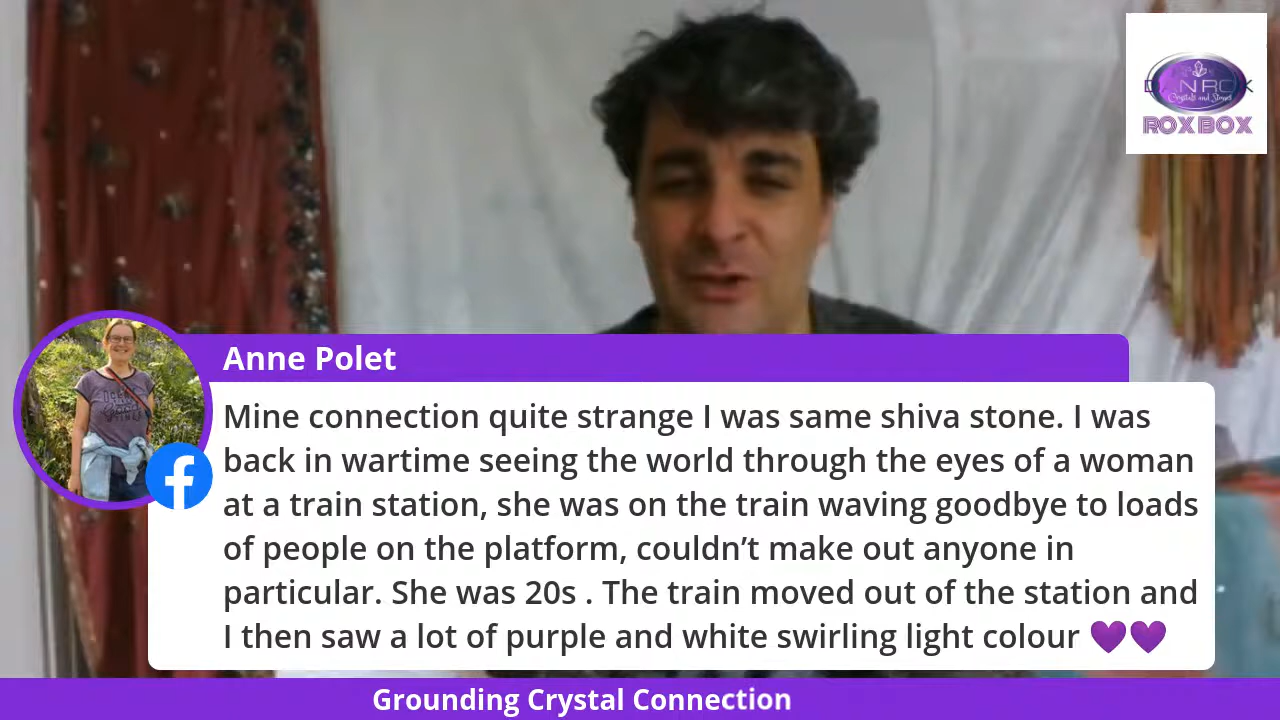 ROXBOX
Anne Polet
Mine connection quite strange I was same shiva stone. I was
back in wartime seeing the world through the eyes of a woman
at a train station, she was on the train waving goodbye to loads
of people on the platform, couldn’t make out anyone in
particular. She was 20s . The train moved out of the station and
I then saw a lot of purple and white swirling light colour 💜💜
Grounding Crystal Connection